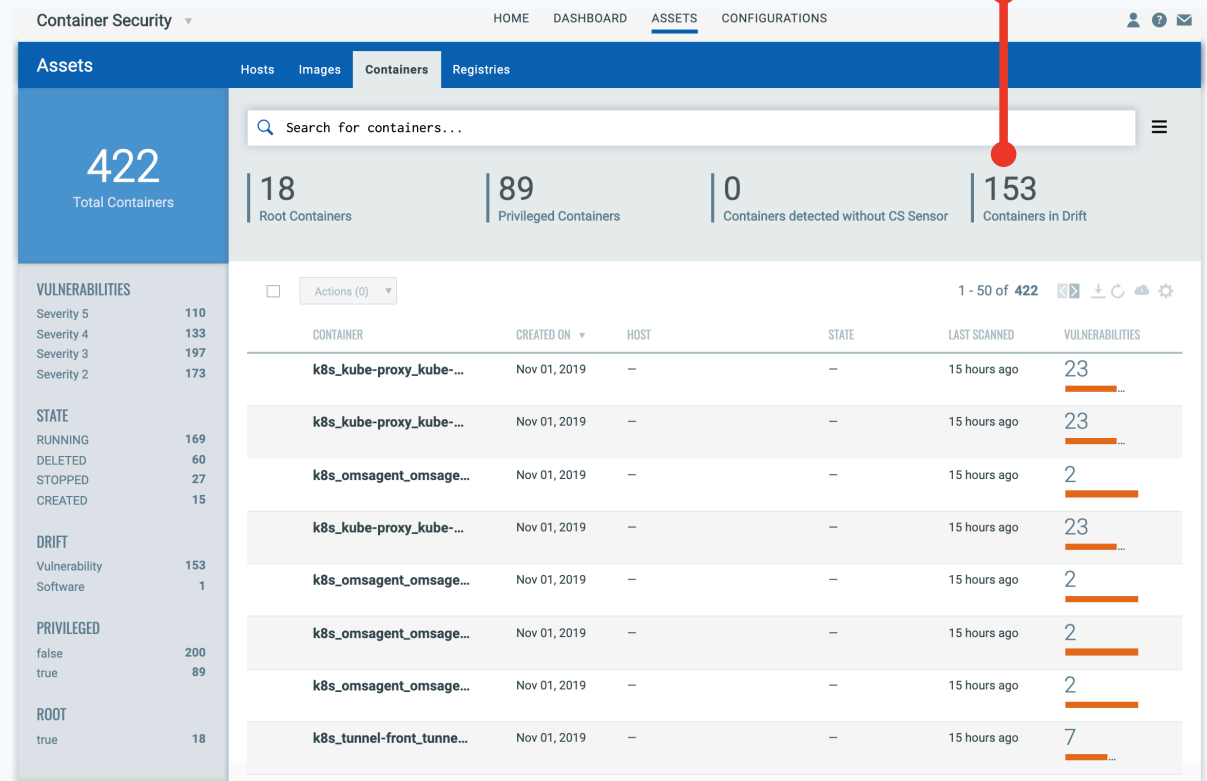 Container Security
HOME DASHBOARD ASSETS CONFIGURATIONS
Assets
Hosts Images Containers Registries
422
Total Containers
Search for containers...
18
Root Containers
89
Privileged Containers
0
Containers detected without CS Sensor
153
Containers in Drift
VULNERABILITIES
Severity 5 110
Severity 4 133
Severity 3 197
Severity 2 173
STATE
RUNNING 169
DELETED 60
STOPPED 27
CREATED 15
DRIFT
Vulnerability 153
Software 1
PRIVILEGED
false 200
true 89
ROOT
true 18
Actions (0) 1 - 50 of 422
CONTAINER CREATED ON HOST STATE LAST SCANNED VULNERABILITIES
k8s_kube-proxy_kube-... Nov 01, 2019 — — 15 hours ago 23
...
k8s_kube-proxy_kube-... Nov 01, 2019 — — 15 hours ago 23
...
k8s_omsagent_omsage... Nov 01, 2019 — — 15 hours ago 2
k8s_kube-proxy_kube-... Nov 01, 2019 — — 15 hours ago 23
...
k8s_omsagent_omsage... Nov 01, 2019 — — 15 hours ago 2
k8s_omsagent_omsage... Nov 01, 2019 — — 15 hours ago 2
k8s_omsagent_omsage... Nov 01, 2019 — — 15 hours ago 2
k8s_tunnel-front_tunne... Nov 01, 2019 — — 15 hours ago 7
...